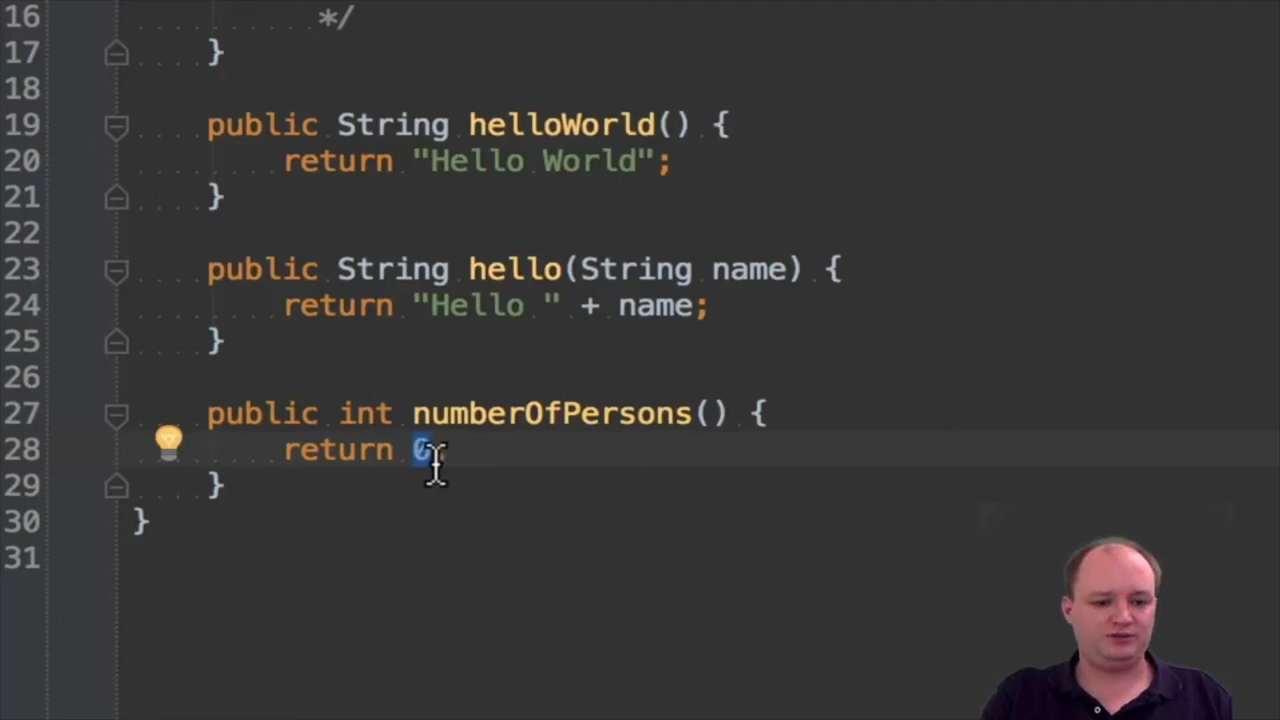 16 */
17 }
18
19 public String helloWorld() {
20 return "Hello World";
21 }
22
23 public String hello(String name) {
24 return "Hello " + name;
25 }
26
27 public int numberOfPersons() {
28 return 0
29 }
30 }
31